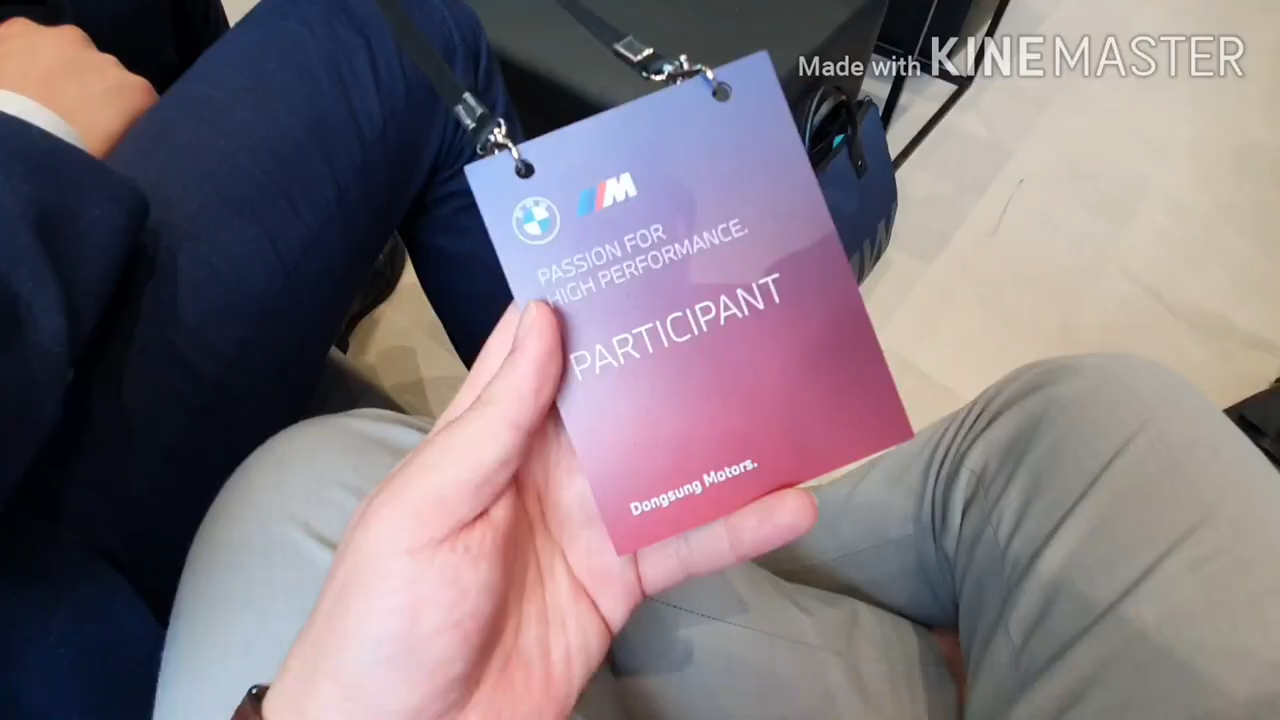 Made with KINEMASTER
M
PASSION FOR
HIGH PERFORMANCE.
PARTICIPANT
Dongsung Motors.